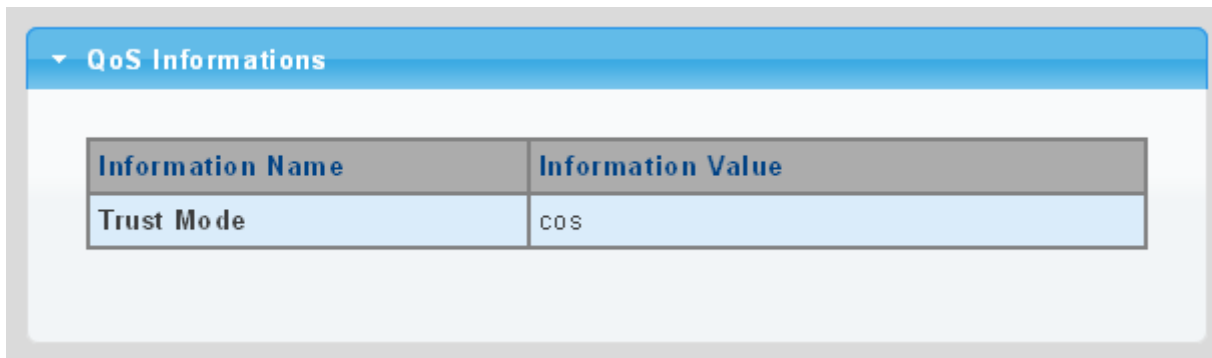 QoS Informations
Information Name Information Value
Trust Mode cos